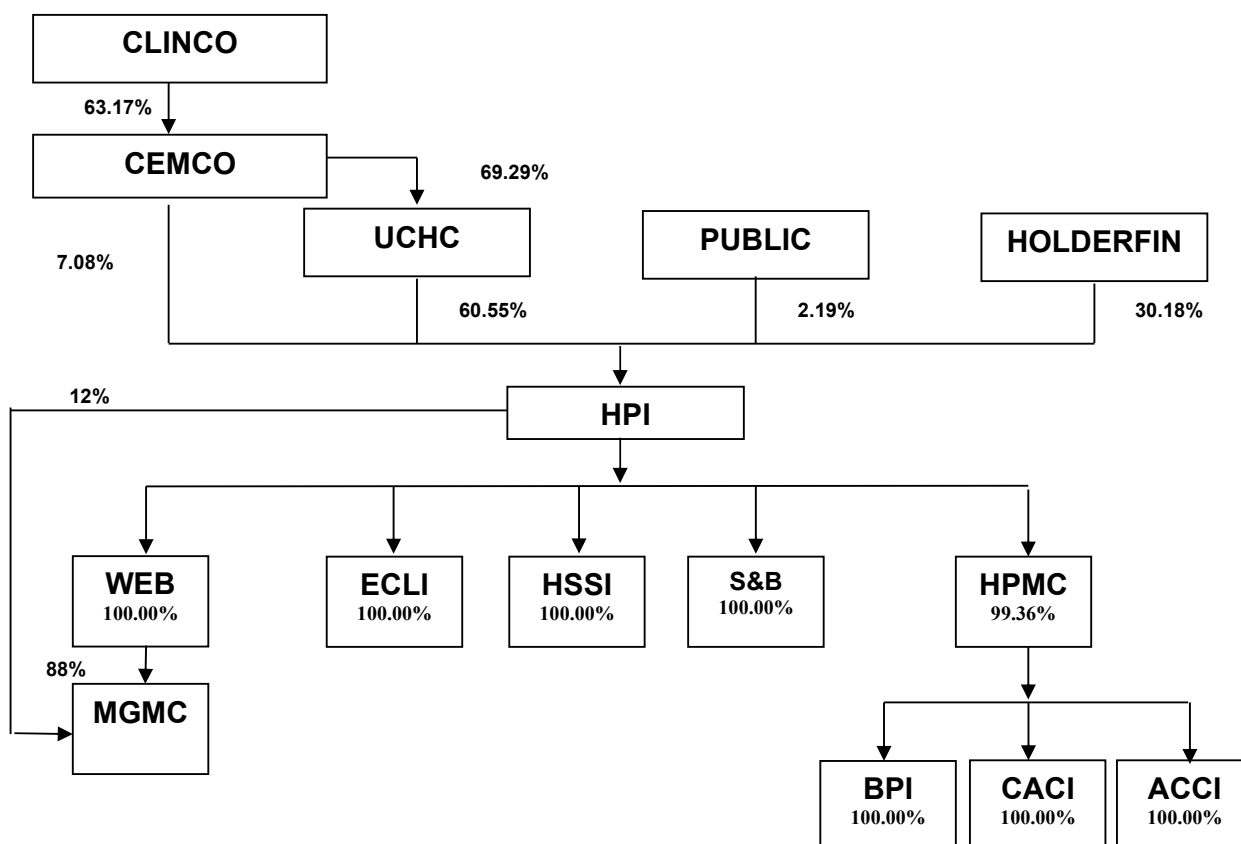 CLINCO
63.17%
CEMCO
69.29%
UCHC
PUBLIC
HOLDERFIN
7.08%
60.55%
2.19%
30.18%
12%
HPI
WEB
100.00%
ECLI
100.00%
HSSI
100.00%
S&B
100.00%
HPMC
99.36%
88%
MGMC
BPI
100.00%
CACI
100.00%
ACCI
100.00%